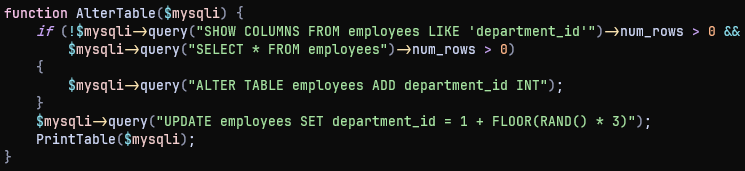 function AlterTable($mysqli) {
if (!$mysqli->query("SHOW COLUMNS FROM employees LIKE 'department_id'")->num_rows > 0 &&
$mysqli->query("SELECT * FROM employees")->num_rows > 0)
{
$mysqli->query("ALTER TABLE employees ADD department_id INT");
}
$mysqli->query("UPDATE employees SET department_id = 1 + FLOOR(RAND() * 3)");
PrintTable($mysqli);
}